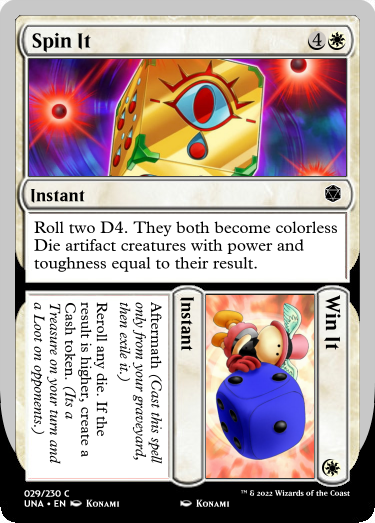 Spin It
4
Instant
Roll two D4. They both become colorless
Die artifact creatures with power and
toughness equal to their result.
Win It
Instant
Aftermath (Cast this spell
only from your graveyard,
then exile it.)
Reroll any die. If the
result is higher, create a
Cash token. (Its a
Treasure on your turn and
a Loot on opponents.)
029/230 C
UNA • EN Konami Konami ™ & © 2022 Wizards of the Coast